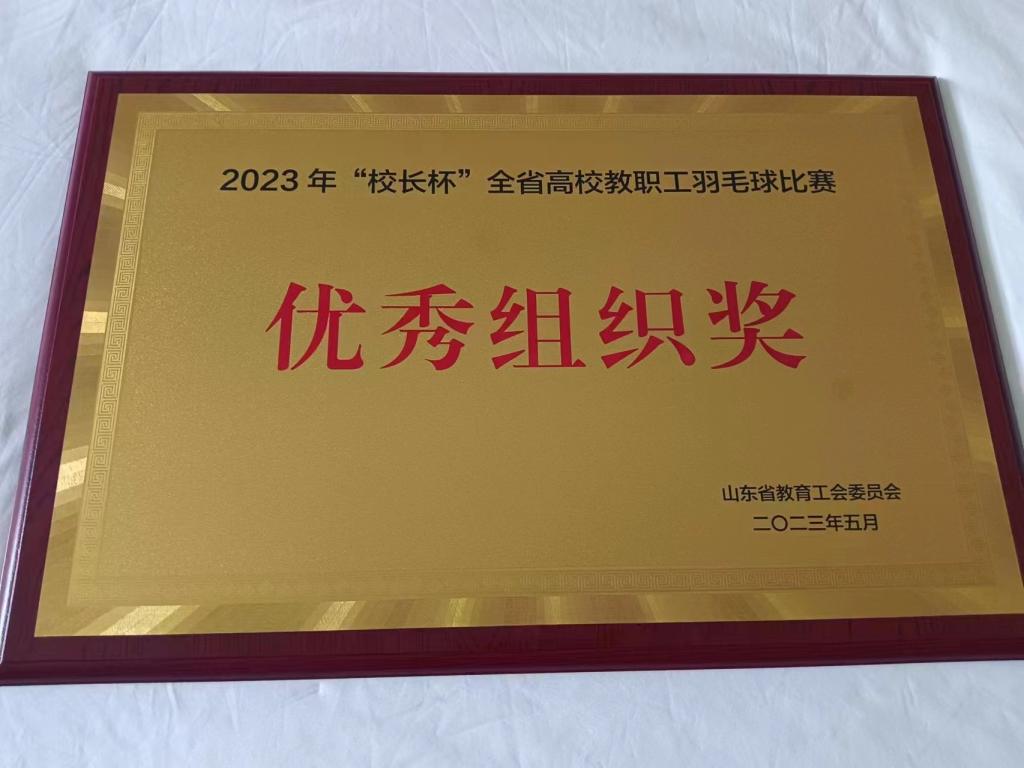 2023年“校长杯”全省高校教职工羽毛球比赛
优秀组织奖
山东省教育工会委员会
二〇二三年五月